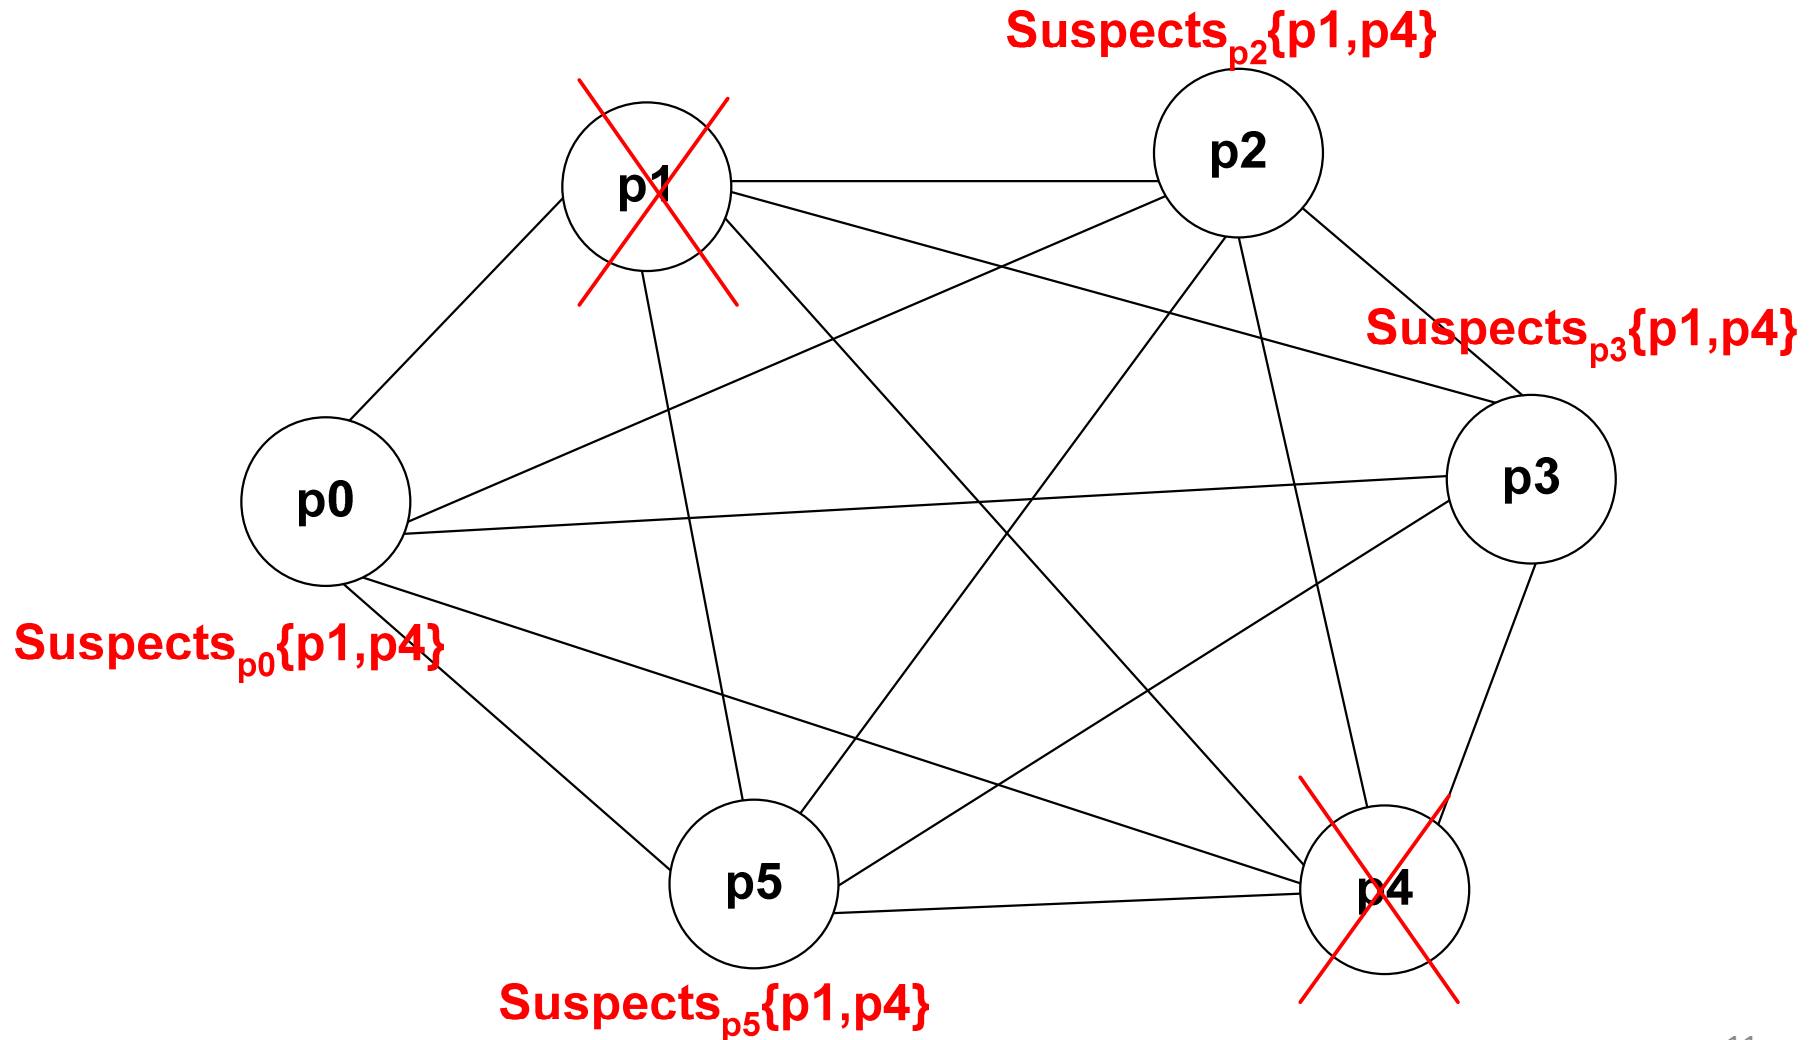 Suspectsp2{p1,p4}
p1
p2
Suspectsp3{p1,p4}
p0
p3
Suspectsp0{p1,p4}
p5
p4
Suspectsp5{p1,p4}